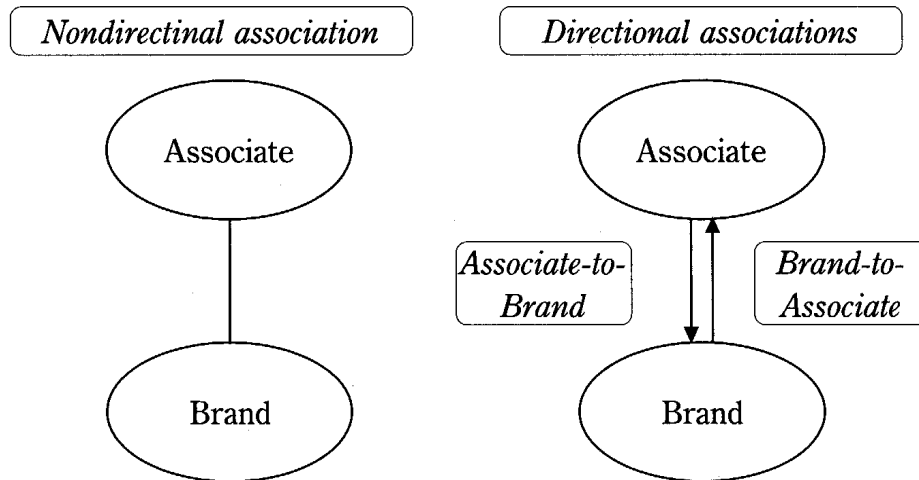 Nondirectinal association
Directional associations
Associate
Associate
Associate-to-
Brand
Brand-to-
Associate
Brand
Brand